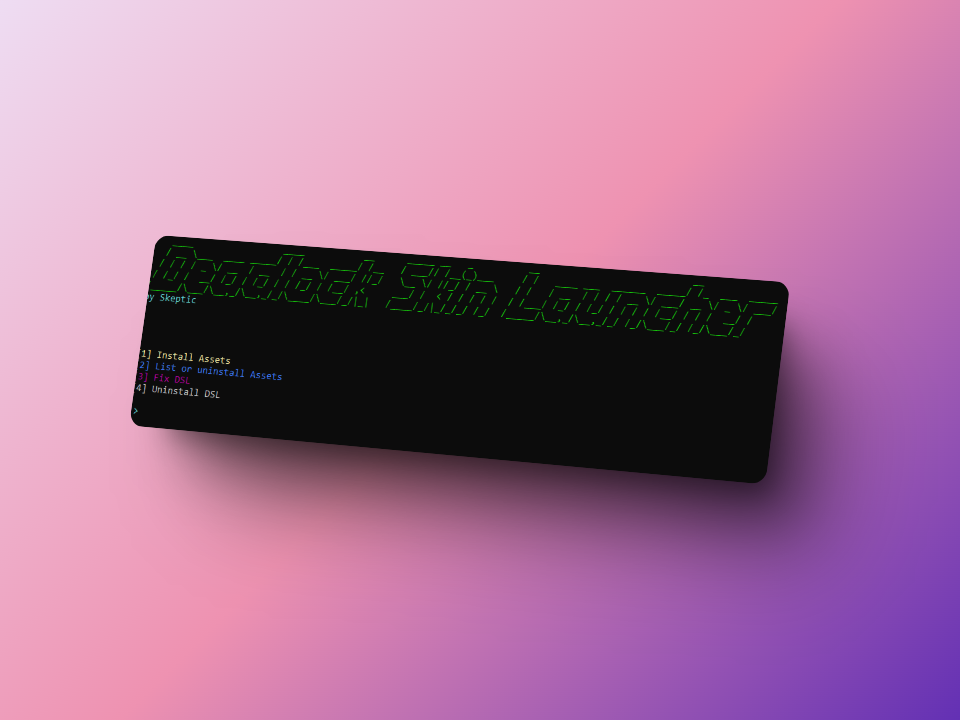 Deadlock Skin Launcher
by Skeptic
1] Install Assets
2] List or uninstall Assets
3] Fix DSL
4] Uninstall DSL
>